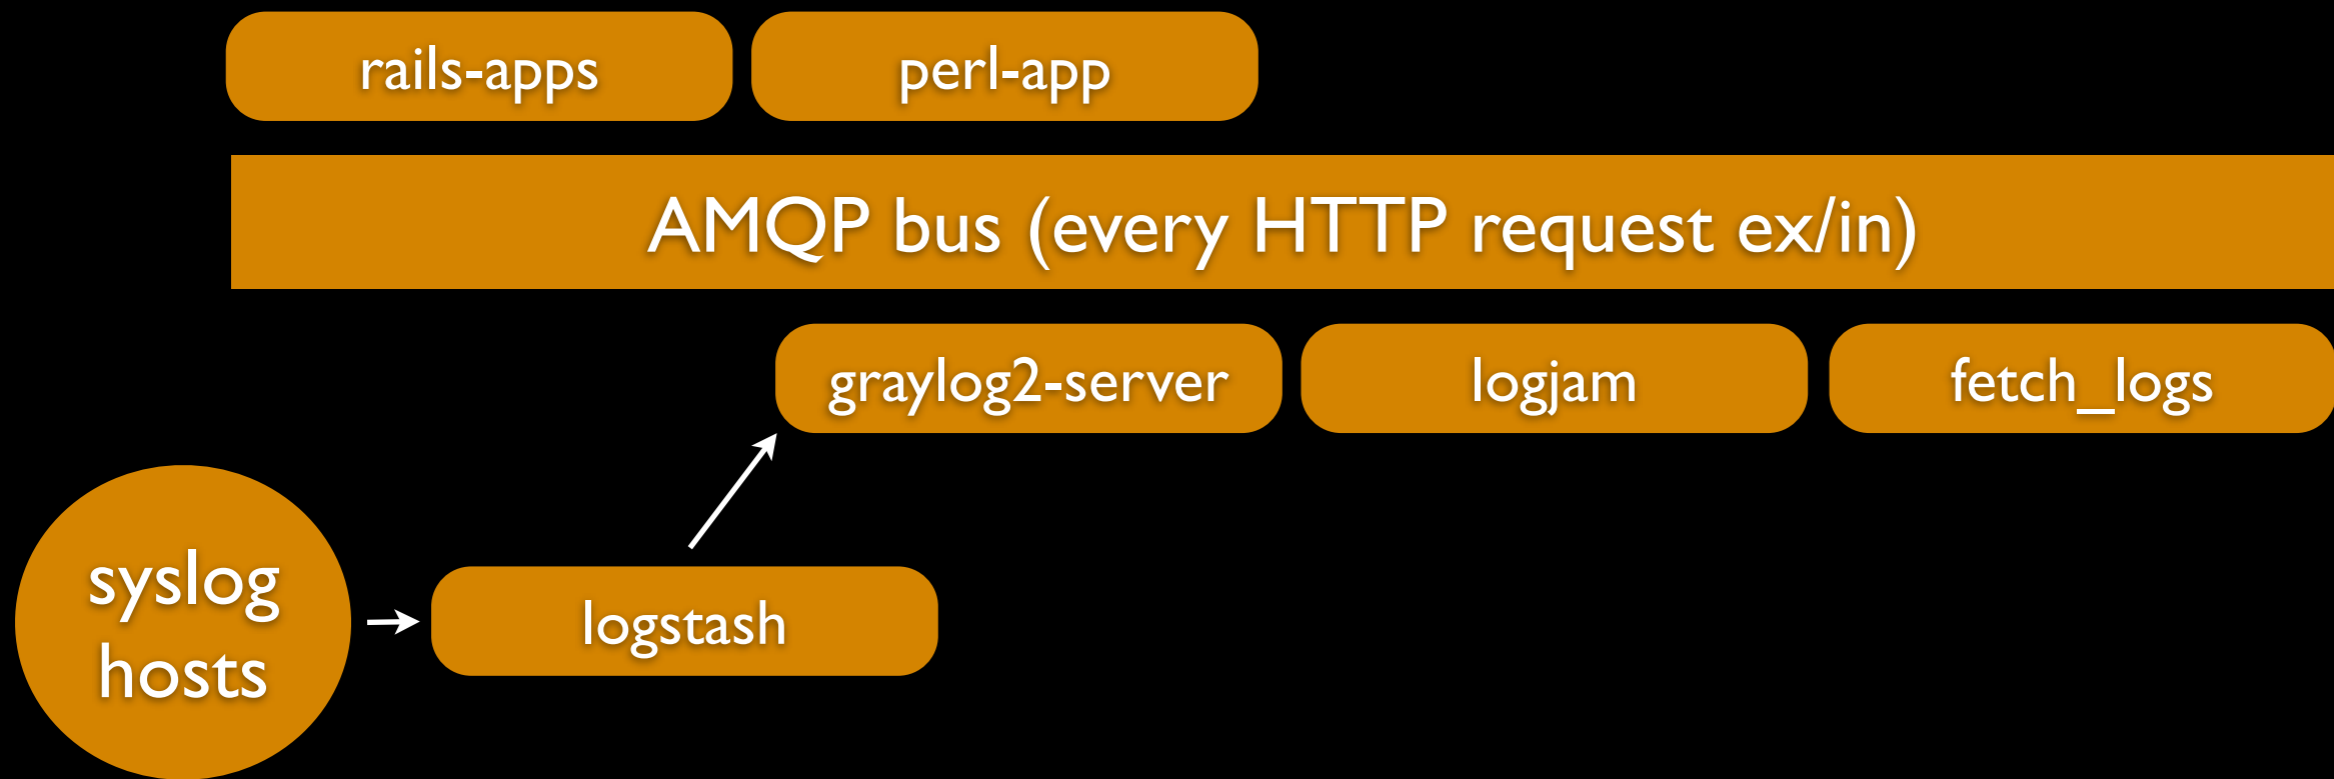 rails-apps
perl-app
AMQP bus (every HTTP request ex/in)
graylog2-server
logjam
fetch_logs
syslog
hosts
logstash